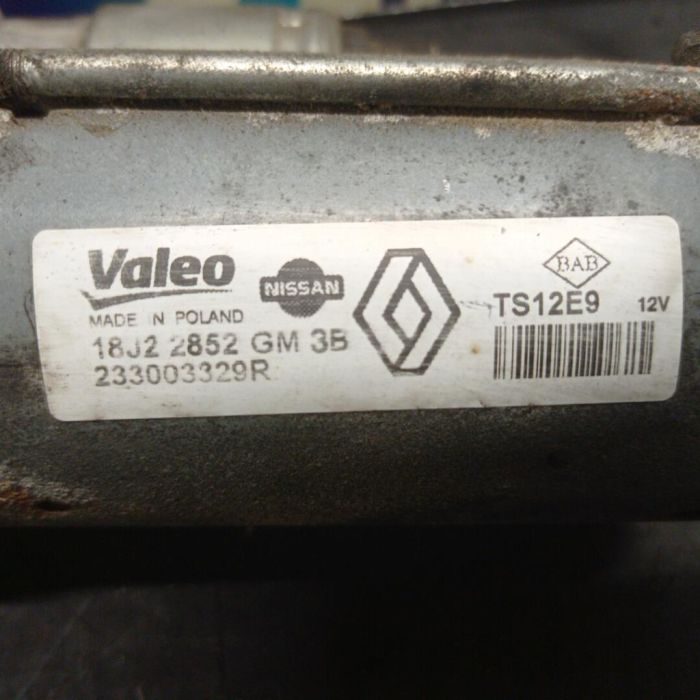 Valeo
NISSAN
MADE IN POLAND
18J2 2852 GM 3B
233003329R
BAB
TS12E9 12V